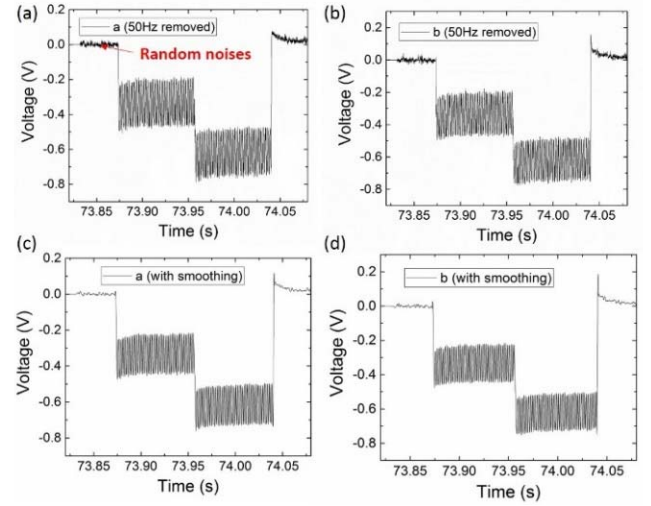 (a)
a (50Hz removed)
Random noises
0.2
0.0
-0.2
-0.4
-0.6
-0.8
Voltage (V)
73.85 73.90 73.95 74.00 74.05
Time (s)
(b)
b (50Hz removed)
0.2
0.0
-0.2
-0.4
-0.6
-0.8
Voltage (V)
73.85 73.90 73.95 74.00 74.05
Time (s)
(c)
a (with smoothing)
0.2
0.0
-0.2
-0.4
-0.6
-0.8
Voltage (V)
73.85 73.90 73.95 74.00 74.05
Time (s)
(d)
b (with smoothing)
0.2
0.0
-0.2
-0.4
-0.6
-0.8
Voltage (V)
73.85 73.90 73.95 74.00 74.05
Time (s)